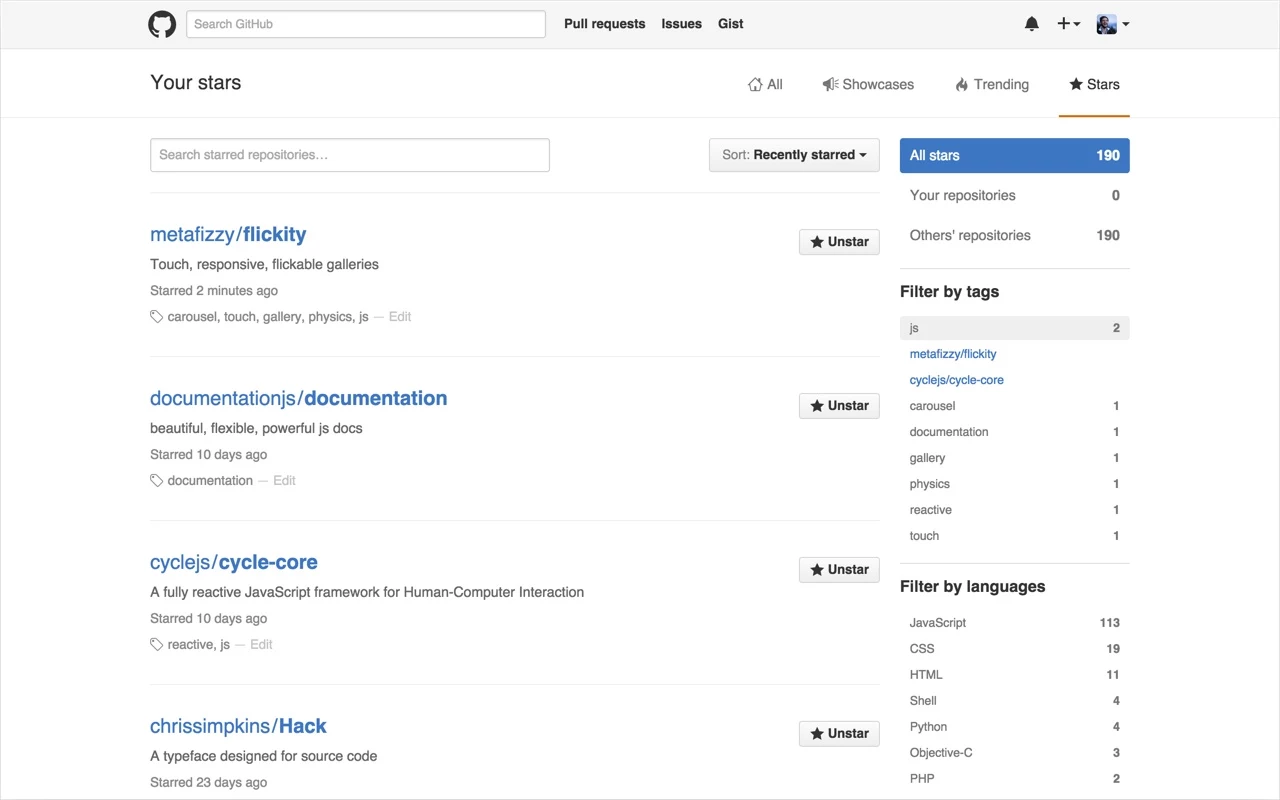 Search GitHub
Pull requests Issues Gist
Your stars
All Showcases Trending Stars
Search starred repositories…
Sort: Recently starred
metafizzy/flickity
Unstar
Touch, responsive, flickable galleries
Starred 2 minutes ago
carousel, touch, gallery, physics, js — Edit
documentationjs/documentation
Unstar
beautiful, flexible, powerful js docs
Starred 10 days ago
documentation — Edit
cyclejs/cycle-core
Unstar
A fully reactive JavaScript framework for Human-Computer Interaction
Starred 10 days ago
reactive, js — Edit
chrissimpkins/Hack
Unstar
A typeface designed for source code
Starred 23 days ago
All stars 190
Your repositories 0
Others' repositories 190
Filter by tags
js 2
metafizzy/flickity
cyclejs/cycle-core
carousel 1
documentation 1
gallery 1
physics 1
reactive 1
touch 1
Filter by languages
JavaScript 113
CSS 19
HTML 11
Shell 4
Python 4
Objective-C 3
PHP 2